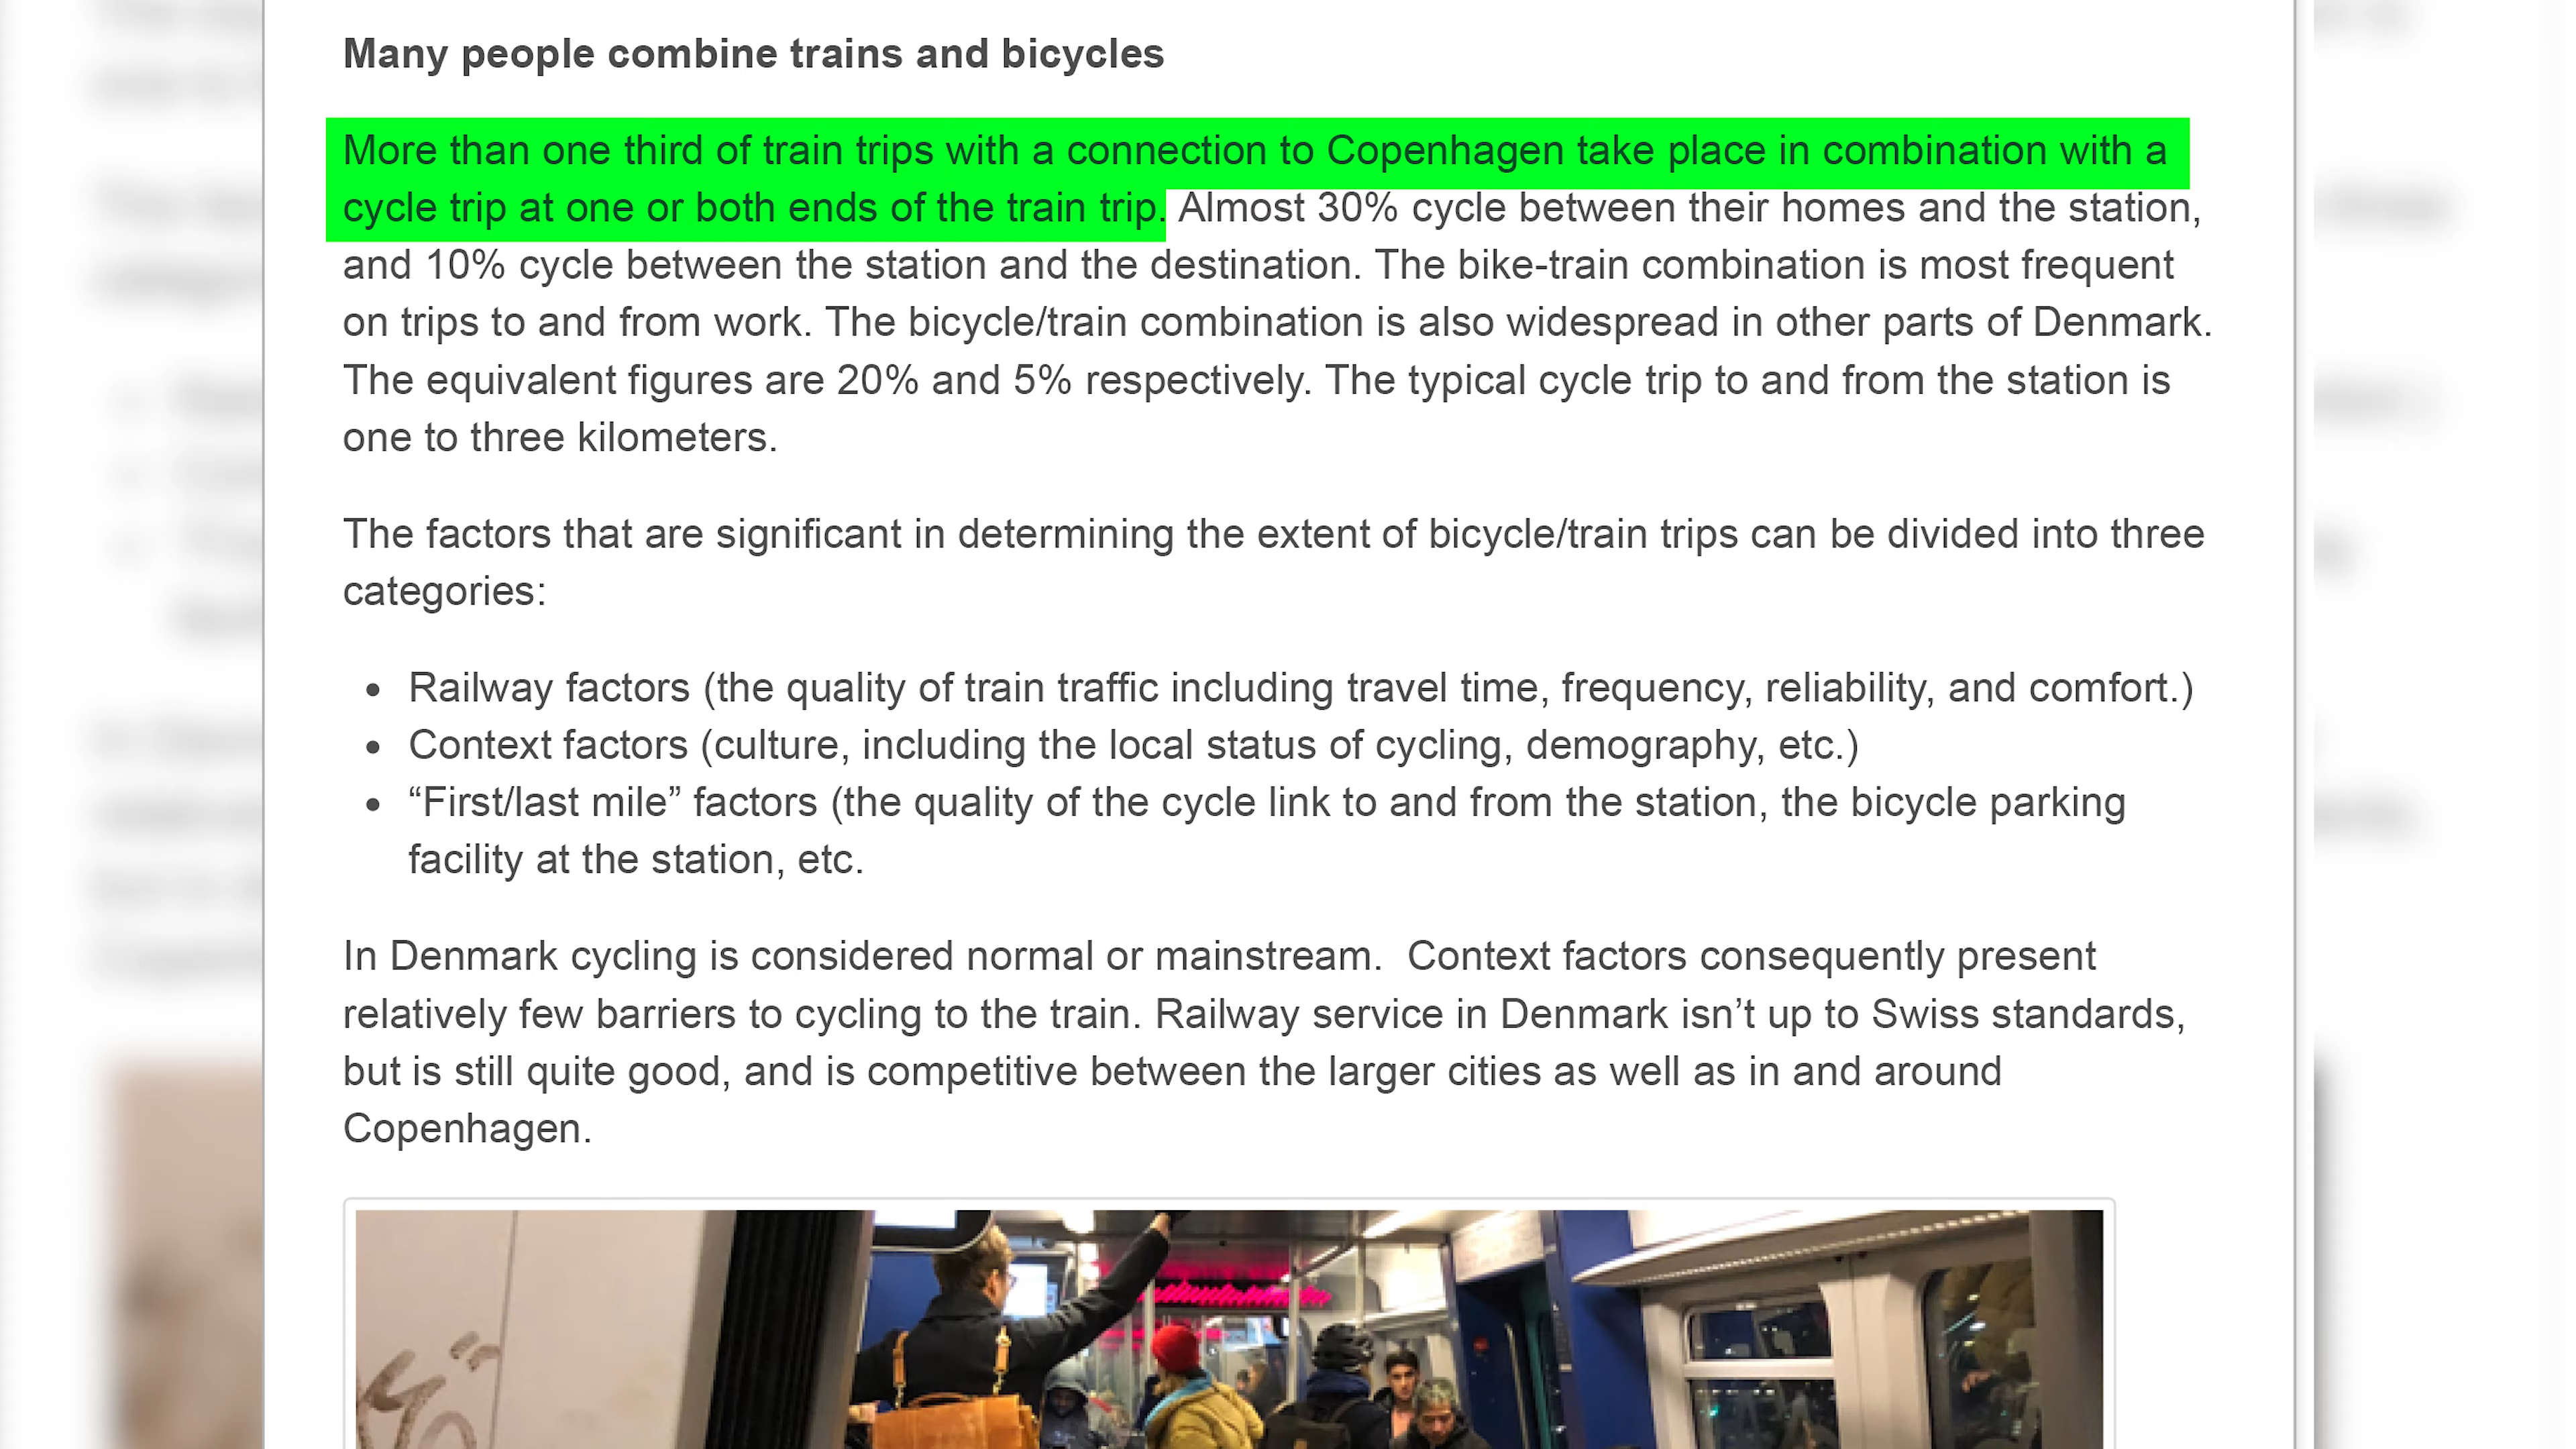 Many people combine trains and bicycles
More than one third of train trips with a connection to Copenhagen take place in combination with a
cycle trip at one or both ends of the train trip. Almost 30% cycle between their homes and the station,
and 10% cycle between the station and the destination. The bike-train combination is most frequent
on trips to and from work. The bicycle/train combination is also widespread in other parts of Denmark.
The equivalent figures are 20% and 5% respectively. The typical cycle trip to and from the station is
one to three kilometers.
The factors that are significant in determining the extent of bicycle/train trips can be divided into three
categories:
• Railway factors (the quality of train traffic including travel time, frequency, reliability, and comfort.)
• Context factors (culture, including the local status of cycling, demography, etc.)
• “First/last mile” factors (the quality of the cycle link to and from the station, the bicycle parking
facility at the station, etc.
In Denmark cycling is considered normal or mainstream.  Context factors consequently present
relatively few barriers to cycling to the train. Railway service in Denmark isn’t up to Swiss standards,
but is still quite good, and is competitive between the larger cities as well as in and around
Copenhagen.